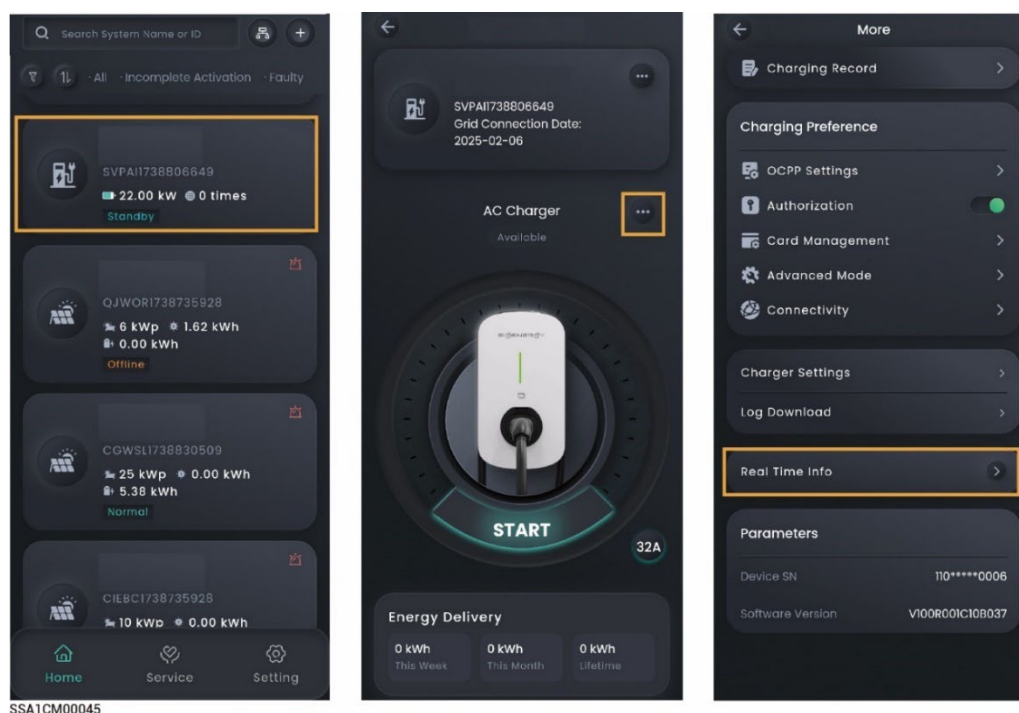 Search System Name or ID
· All · Incomplete Activation · Faulty
SVPAI1738806649
22.00 kW 0 times
Standby
QJWOR1738735928
6 kWp 1.62 kWh
0.00 kWh
Offline
CGWSL1738830509
25 kWp 0.00 kWh
5.38 kWh
Normal
CIEBC1738735928
10 kWp 0.00 kWh
Home Service Setting
SVPAI1738806649
Grid Connection Date:
2025-02-06
AC Charger
Available
START
32A
Energy Delivery
0 kWh 0 kWh 0 kWh
This Week This Month Lifetime
More
Charging Record
Charging Preference
OCPP Settings
Authorization
Card Management
Advanced Mode
Connectivity
Charger Settings
Log Download
Real Time Info
Parameters
Device SN 110*****0006
Software Version V100R001C10B037
SSA1CM00045